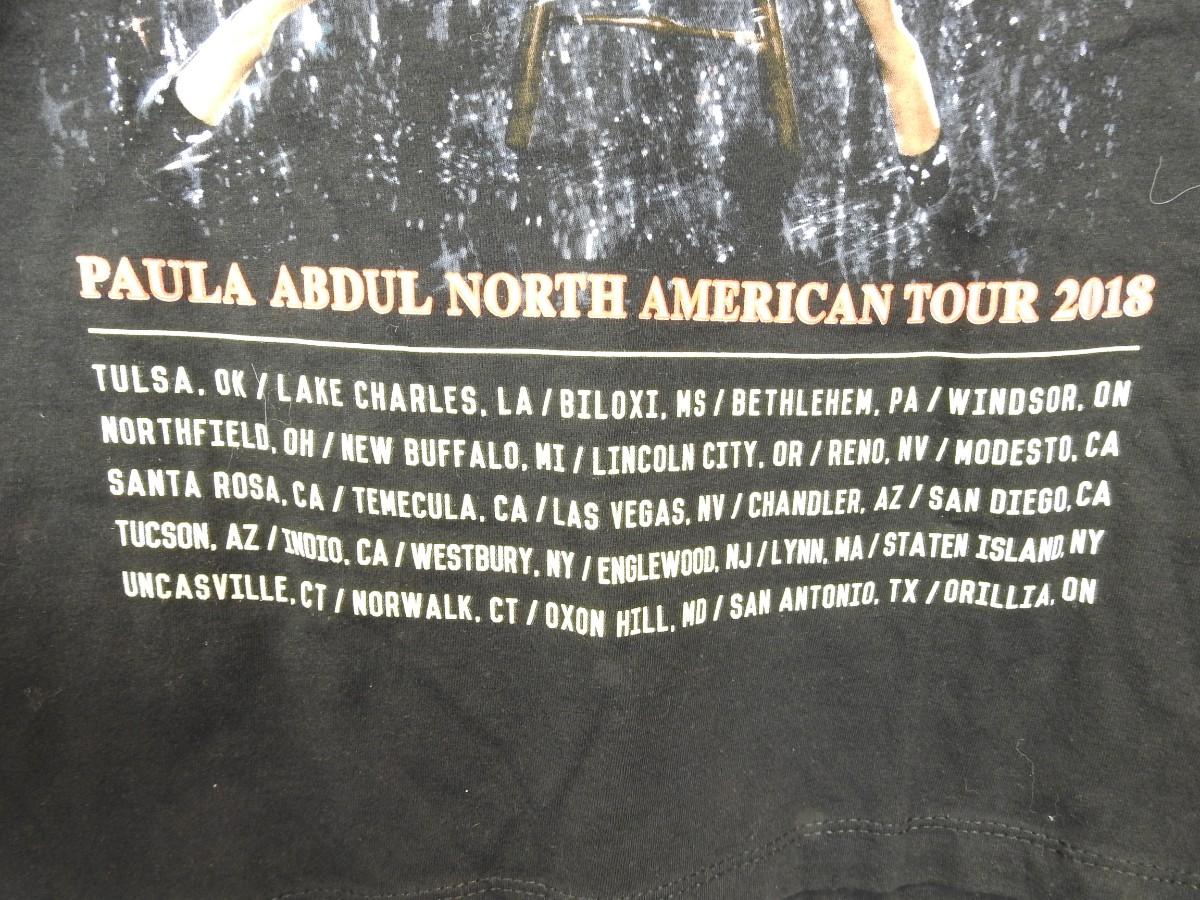 PAULA ABDUL NORTH AMERICAN TOUR 2018
TULSA, OK / LAKE CHARLES, LA / BILOXI, MS / BETHLEHEM, PA / WINDSOR, ON
NORTHFIELD, OH / NEW BUFFALO, MI / LINCOLN CITY, OR / RENO, NV / MODESTO, CA
SANTA ROSA, CA / TEMECULA, CA / LAS VEGAS, NV / CHANDLER, AZ / SAN DIEGO, CA
TUCSON, AZ / INDIO, CA / WESTBURY, NY / ENGLEWOOD, NJ / LYNN, MA / STATEN ISLAND, NY
UNCASVILLE, CT / NORWALK, CT / OXON HILL, MD / SAN ANTONIO, TX / ORILLIA, ON